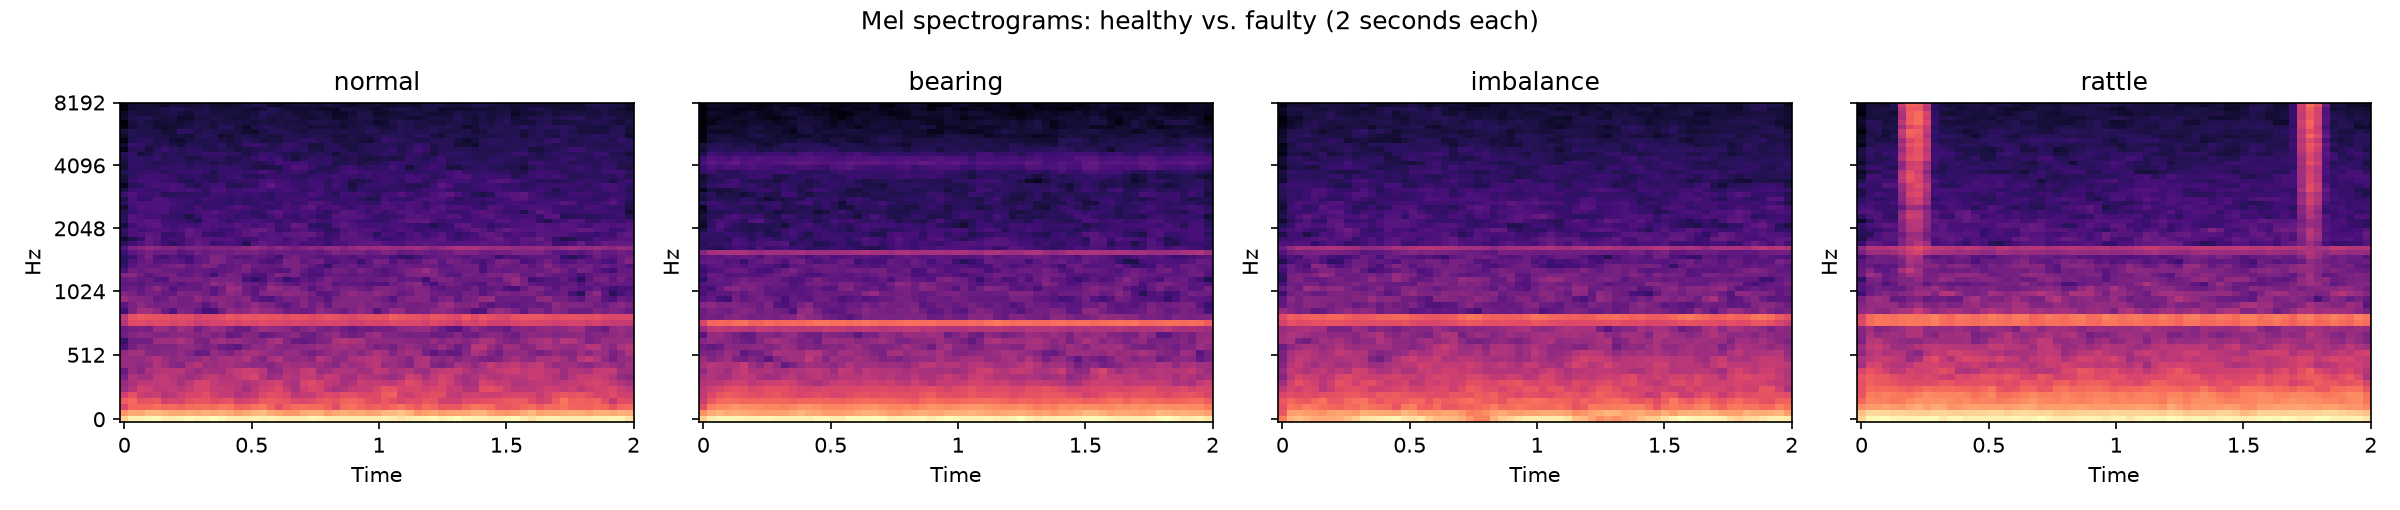 Mel spectrograms: healthy vs. faulty (2 seconds each)
normal
bearing
imbalance
rattle
8192
4096
2048
1024
512
0
Hz
Hz
Hz
Hz
0 0.5 1 1.5 2
0 0.5 1 1.5 2
0 0.5 1 1.5 2
0 0.5 1 1.5 2
Time
Time
Time
Time